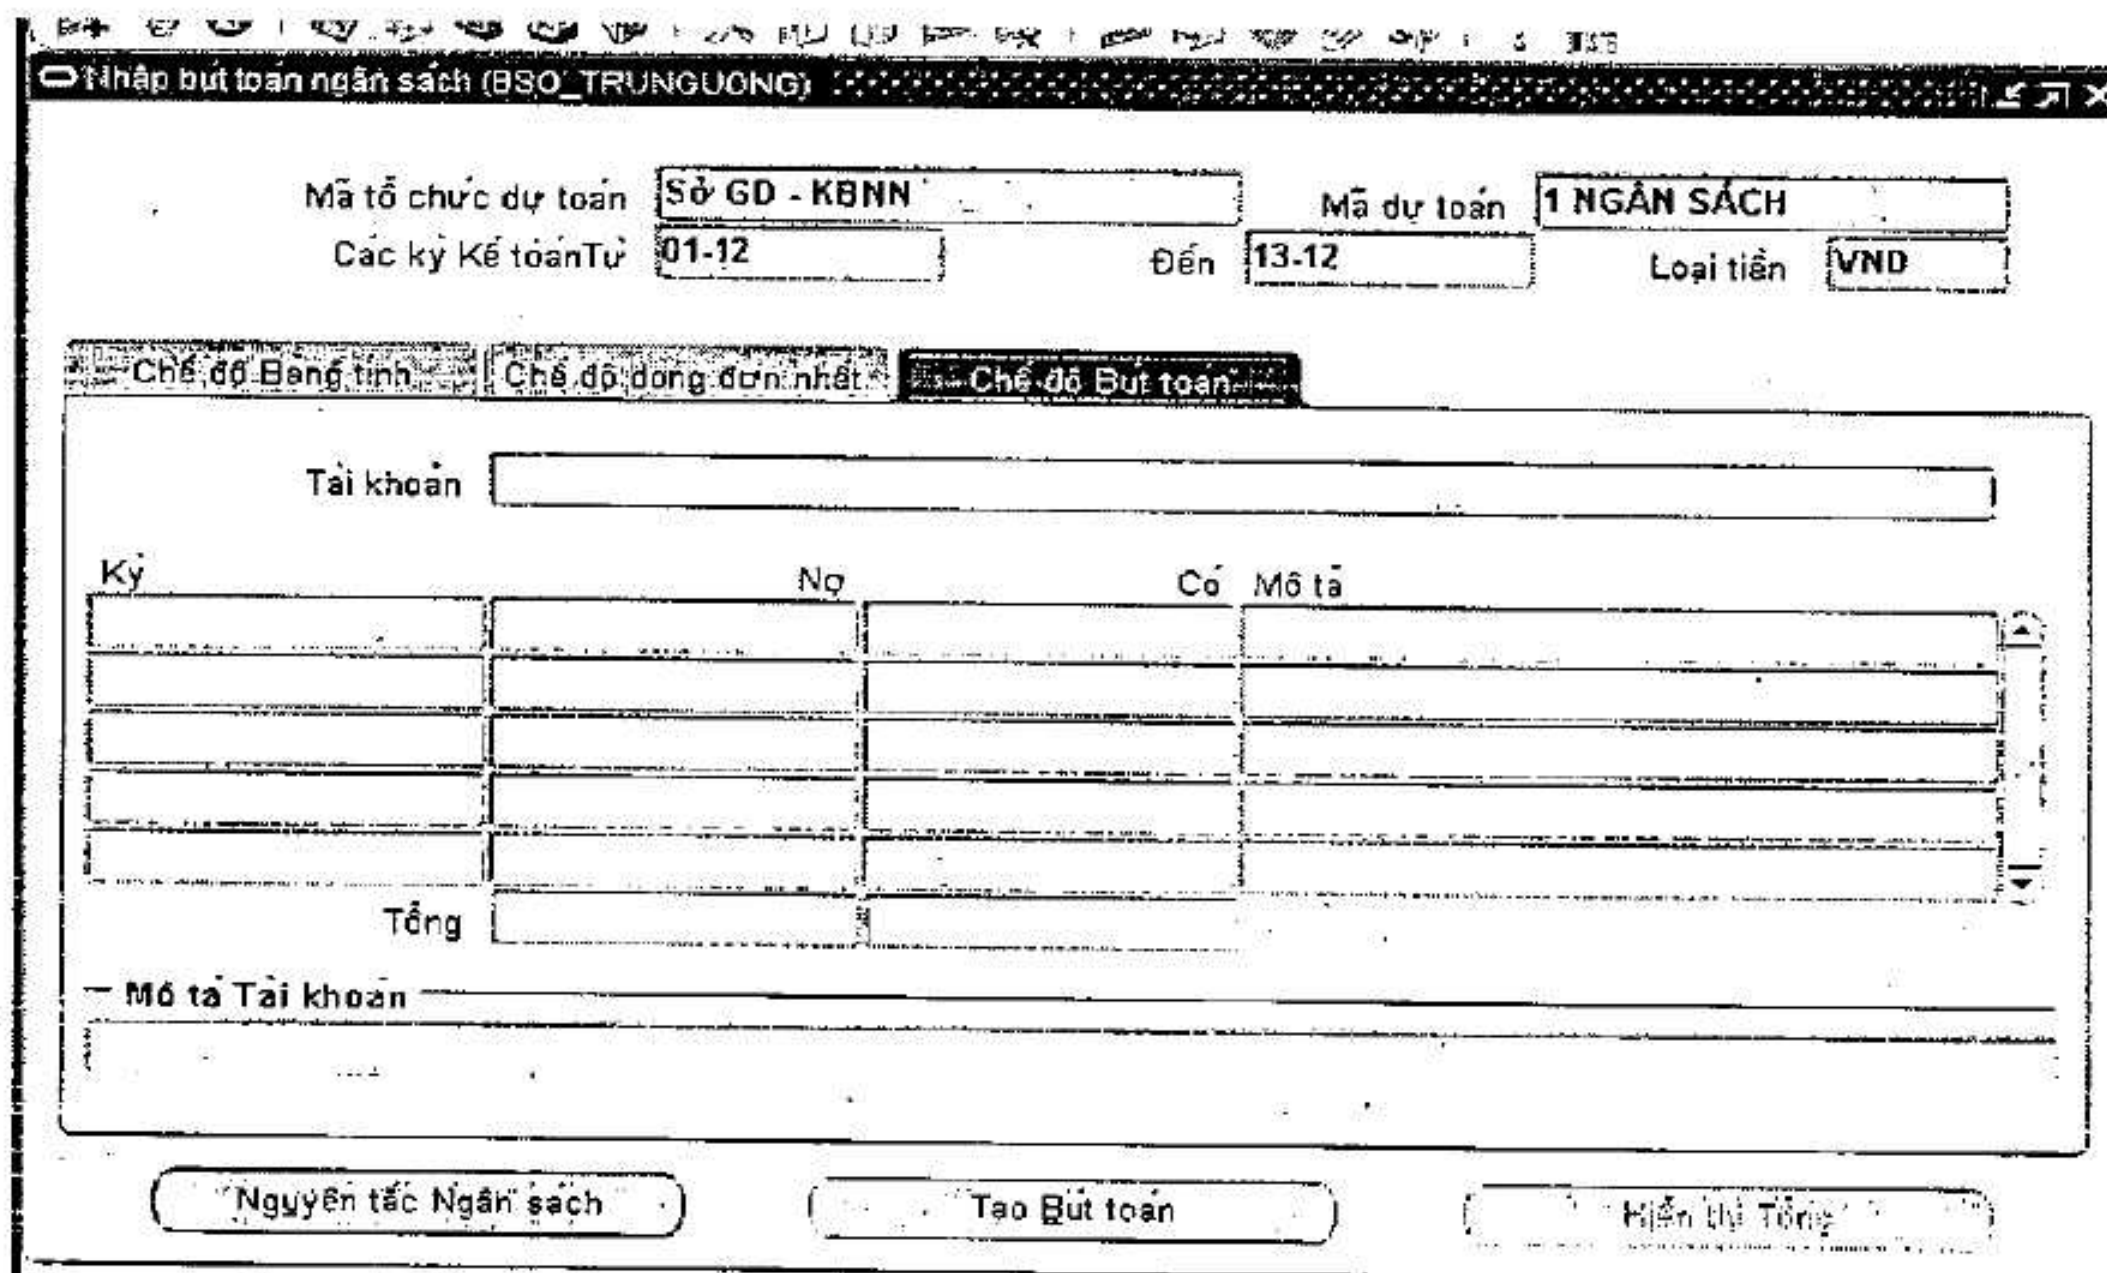 Nhập bút toán ngân sách (BSO_TRUNGUONG)
Mã tổ chức dự toán Sở GD - KBNN Mã dự toán 1 NGÂN SÁCH
Các kỳ Kế toánTừ 01-12 Đến 13-12 Loại tiền VND
Chế độ Bảng tính Chế độ dòng đơn nhất Chế độ Bút toán
Tài khoản
Kỳ Nợ Có Mô tả
Tổng
Mô tả Tài khoản
Nguyên tắc Ngân sách Tạo Bút toán Hiển thị Tổng